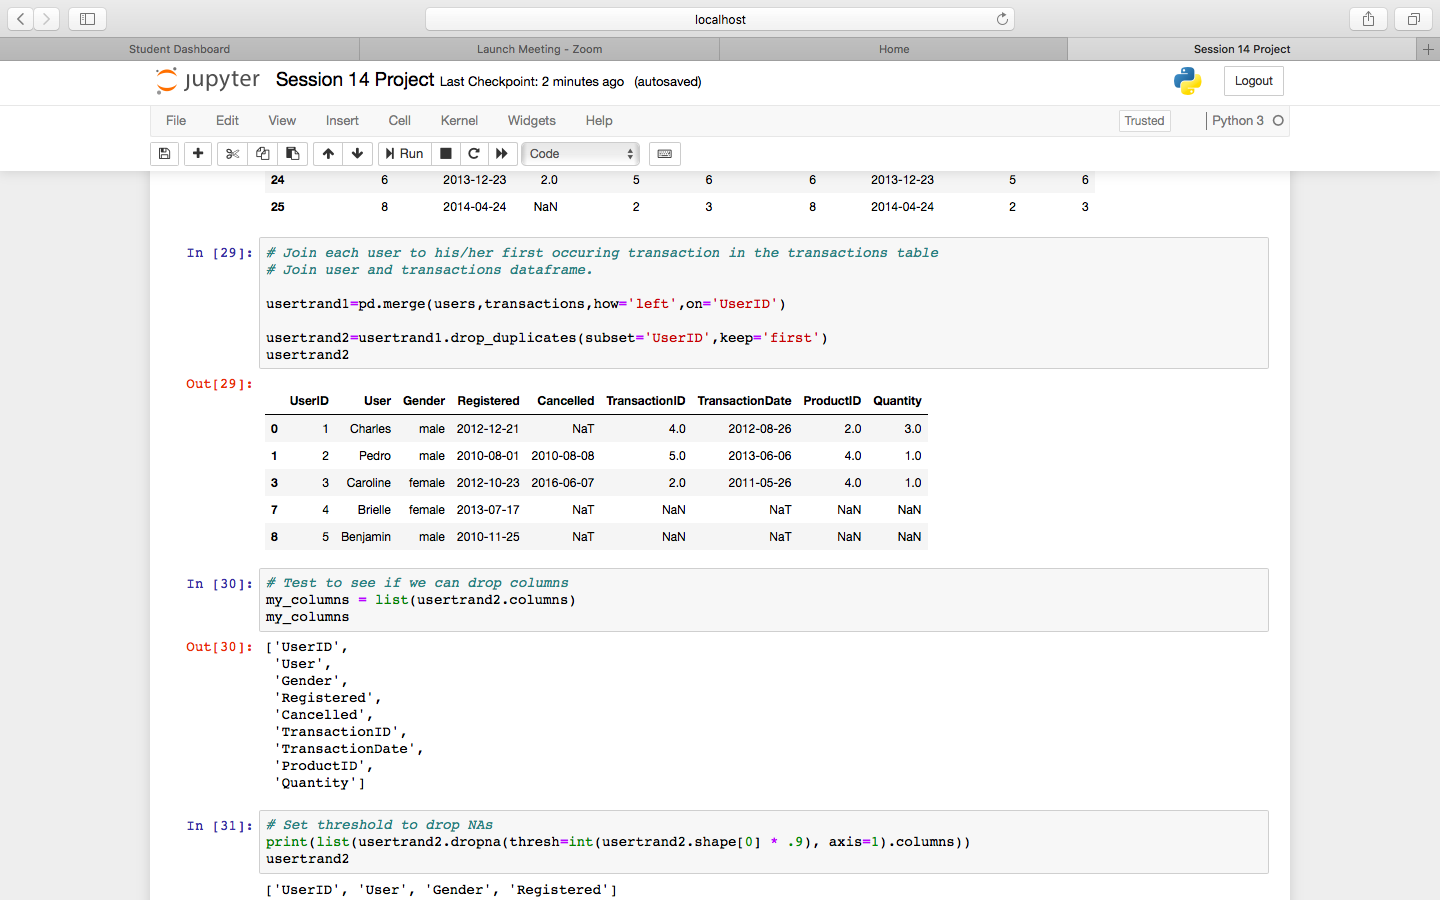 localhost
Student Dashboard Launch Meeting - Zoom Home Session 14 Project
jupyter Session 14 Project Last Checkpoint: 2 minutes ago (autosaved) Logout
File Edit View Insert Cell Kernel Widgets Help Trusted Python 3
Run Code
24 6 2013-12-23 2.0 5 6 6 2013-12-23 5 6
25 8 2014-04-24 NaN 2 3 8 2014-04-24 2 3
In [29]: # Join each user to his/her first occuring transaction in the transactions table
# Join user and transactions dataframe.
usertrand1=pd.merge(users,transactions,how='left',on='UserID')
usertrand2=usertrand1.drop_duplicates(subset='UserID',keep='first')
usertrand2
Out[29]:
UserID User Gender Registered Cancelled TransactionID TransactionDate ProductID Quantity
0 1 Charles male 2012-12-21 NaT 4.0 2012-08-26 2.0 3.0
1 2 Pedro male 2010-08-01 2010-08-08 5.0 2013-06-06 4.0 1.0
3 3 Caroline female 2012-10-23 2016-06-07 2.0 2011-05-26 4.0 1.0
7 4 Brielle female 2013-07-17 NaT NaN NaT NaN NaN
8 5 Benjamin male 2010-11-25 NaT NaN NaT NaN NaN
In [30]: # Test to see if we can drop columns
my_columns = list(usertrand2.columns)
my_columns
Out[30]: ['UserID',
'User',
'Gender',
'Registered',
'Cancelled',
'TransactionID',
'TransactionDate',
'ProductID',
'Quantity']
In [31]: # Set threshold to drop NAs
print(list(usertrand2.dropna(thresh=int(usertrand2.shape[0] * .9), axis=1).columns))
usertrand2
['UserID', 'User', 'Gender', 'Registered']